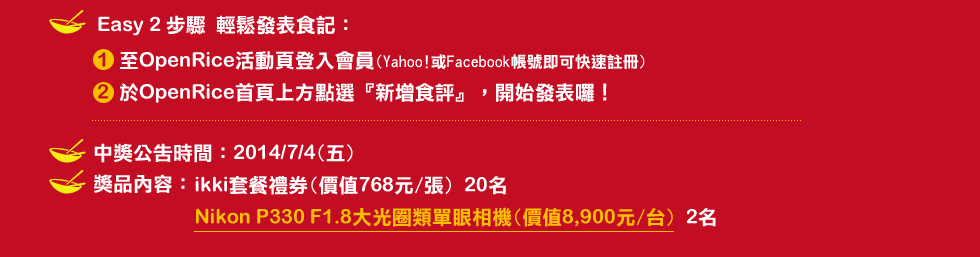 Easy 2 步驟 輕鬆發表食記：
1 至OpenRice活動頁登入會員(Yahoo!或Facebook帳號即可快速註冊)
2 於OpenRice首頁上方點選『新增食評』，開始發表囉！
中獎公告時間：2014/7/4(五)
獎品內容：ikki套餐禮券(價值768元/張) 20名
Nikon P330 F1.8大光圈類單眼相機(價值8,900元/台) 2名